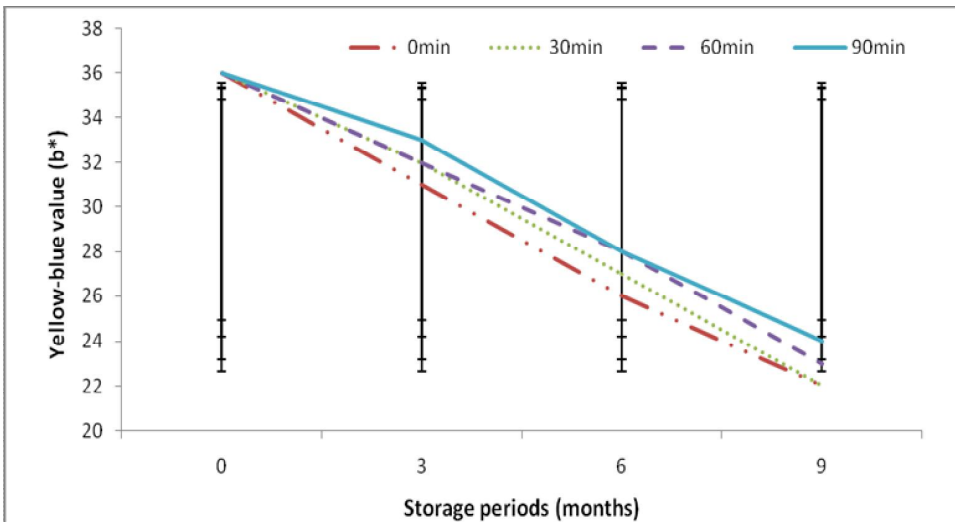 38
36
34
32
30
28
26
24
22
20
Yellow-blue value (b*)
0min 30min 60min 90min
0 3 6 9
Storage periods (months)